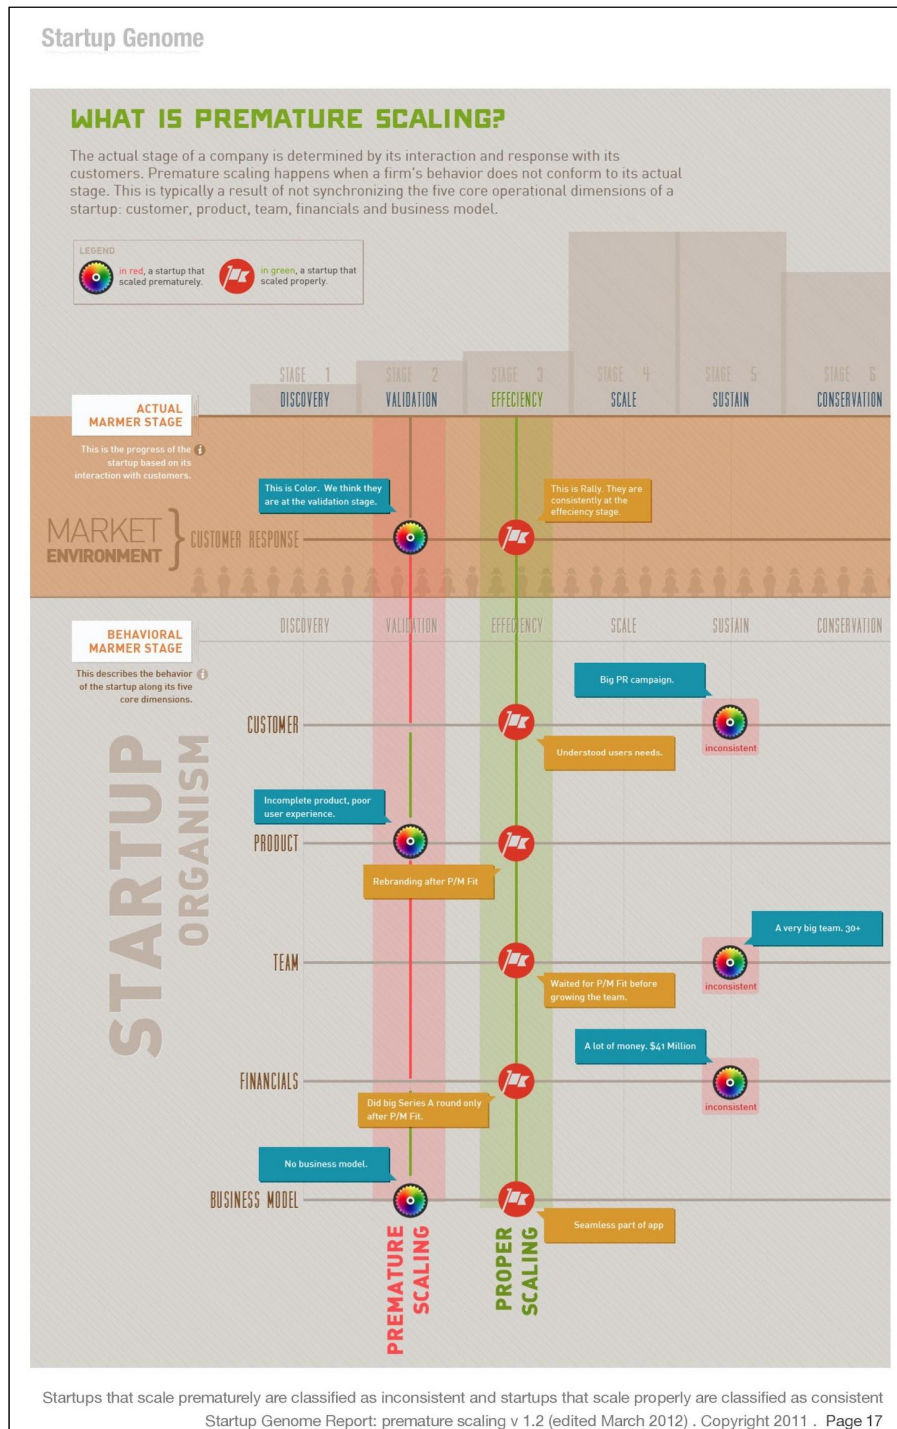 Startup Genome
WHAT IS PREMATURE SCALING?
The actual stage of a company is determined by its interaction and response with its
customers. Premature scaling happens when a firm's behavior does not conform to its actual
stage. This is typically a result of not synchronizing the five core operational dimensions of a
startup: customer, product, team, financials and business model.
LEGEND
in red, a startup that
scaled prematurely.
in green, a startup that
scaled properly.
STAGE 1
DISCOVERY
STAGE 2
VALIDATION
STAGE 3
EFFECIENCY
STAGE 4
SCALE
STAGE 5
SUSTAIN
STAGE 6
CONSERVATION
ACTUAL
MARMER STAGE
This is the progress of the
startup based on its
interaction with customers.
This is Color. We think they
are at the validation stage.
This is Rally. They are
consistently at the
effeciency stage.
MARKET
ENVIRONMENT
CUSTOMER RESPONSE
BEHAVIORAL
MARMER STAGE
This describes the behavior
of the startup along its five
core dimensions.
DISCOVERY
VALIDATION
EFFECIENCY
SCALE
SUSTAIN
CONSERVATION
STARTUP
ORGANISM
Big PR campaign.
CUSTOMER
inconsistent
Understood users needs.
Incomplete product, poor
user experience.
PRODUCT
Rebranding after P/M Fit
A very big team. 30+
TEAM
inconsistent
Waited for P/M Fit before
growing the team.
A lot of money. $41 Million
FINANCIALS
inconsistent
Did big Series A round only
after P/M Fit.
No business model.
BUSINESS MODEL
Seamless part of app
PREMATURE
SCALING
PROPER
SCALING
Startups that scale prematurely are classified as inconsistent and startups that scale properly are classified as consistent
Startup Genome Report: premature scaling v 1.2 (edited March 2012) . Copyright 2011 . Page 17